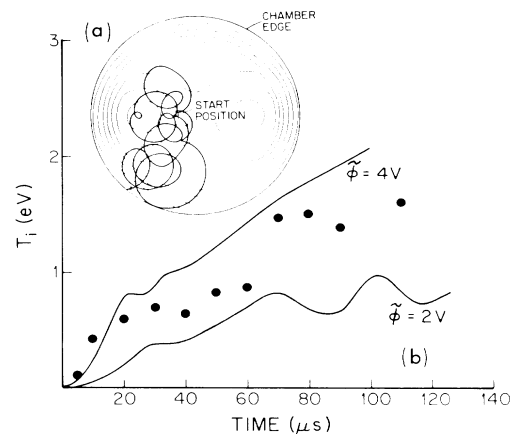 (a)
CHAMBER
EDGE
START
POSITION
3
2
1
0
T_i (eV)
ϕ̃ = 4V
ϕ̃ = 2V
(b)
20 40 60 80 100 120 140
TIME (μs)